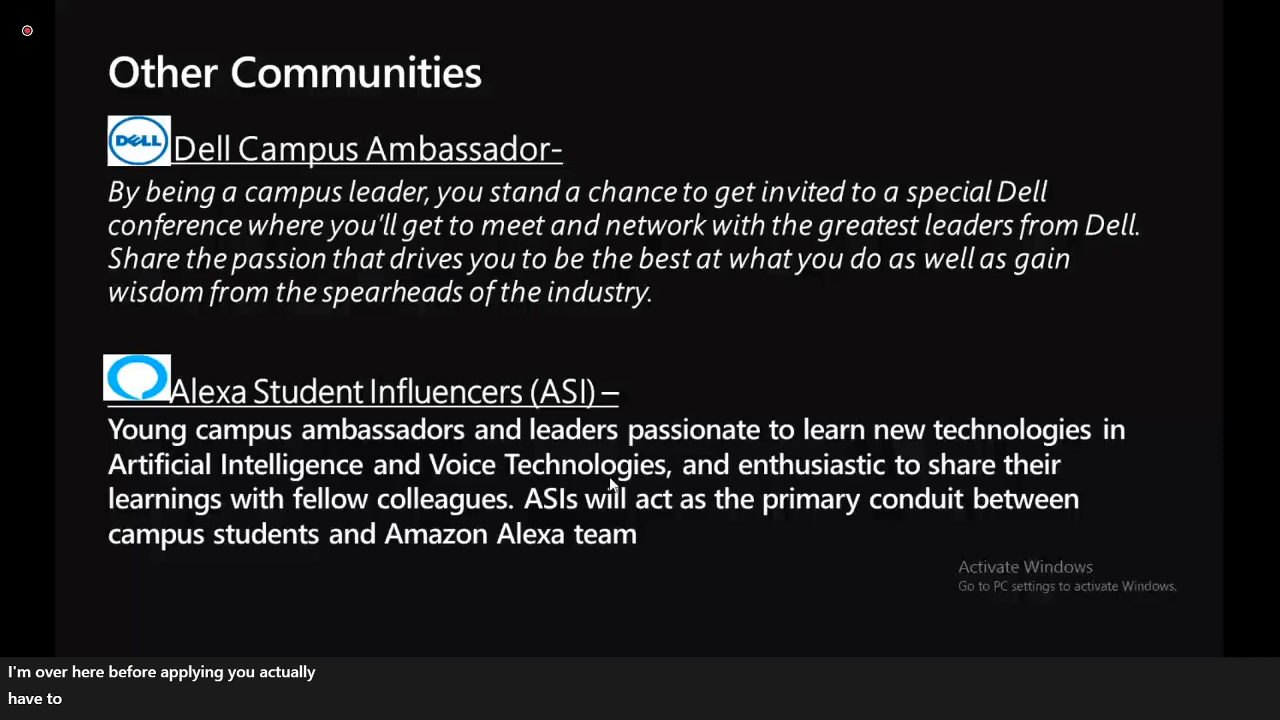 Other Communities
DELL Dell Campus Ambassador-
By being a campus leader, you stand a chance to get invited to a special Dell
conference where you'll get to meet and network with the greatest leaders from Dell.
Share the passion that drives you to be the best at what you do as well as gain
wisdom from the spearheads of the industry.
Alexa Student Influencers (ASI) –
Young campus ambassadors and leaders passionate to learn new technologies in
Artificial Intelligence and Voice Technologies, and enthusiastic to share their
learnings with fellow colleagues. ASIs will act as the primary conduit between
campus students and Amazon Alexa team
Activate Windows
Go to PC settings to activate Windows.
I'm over here before applying you actually
have to